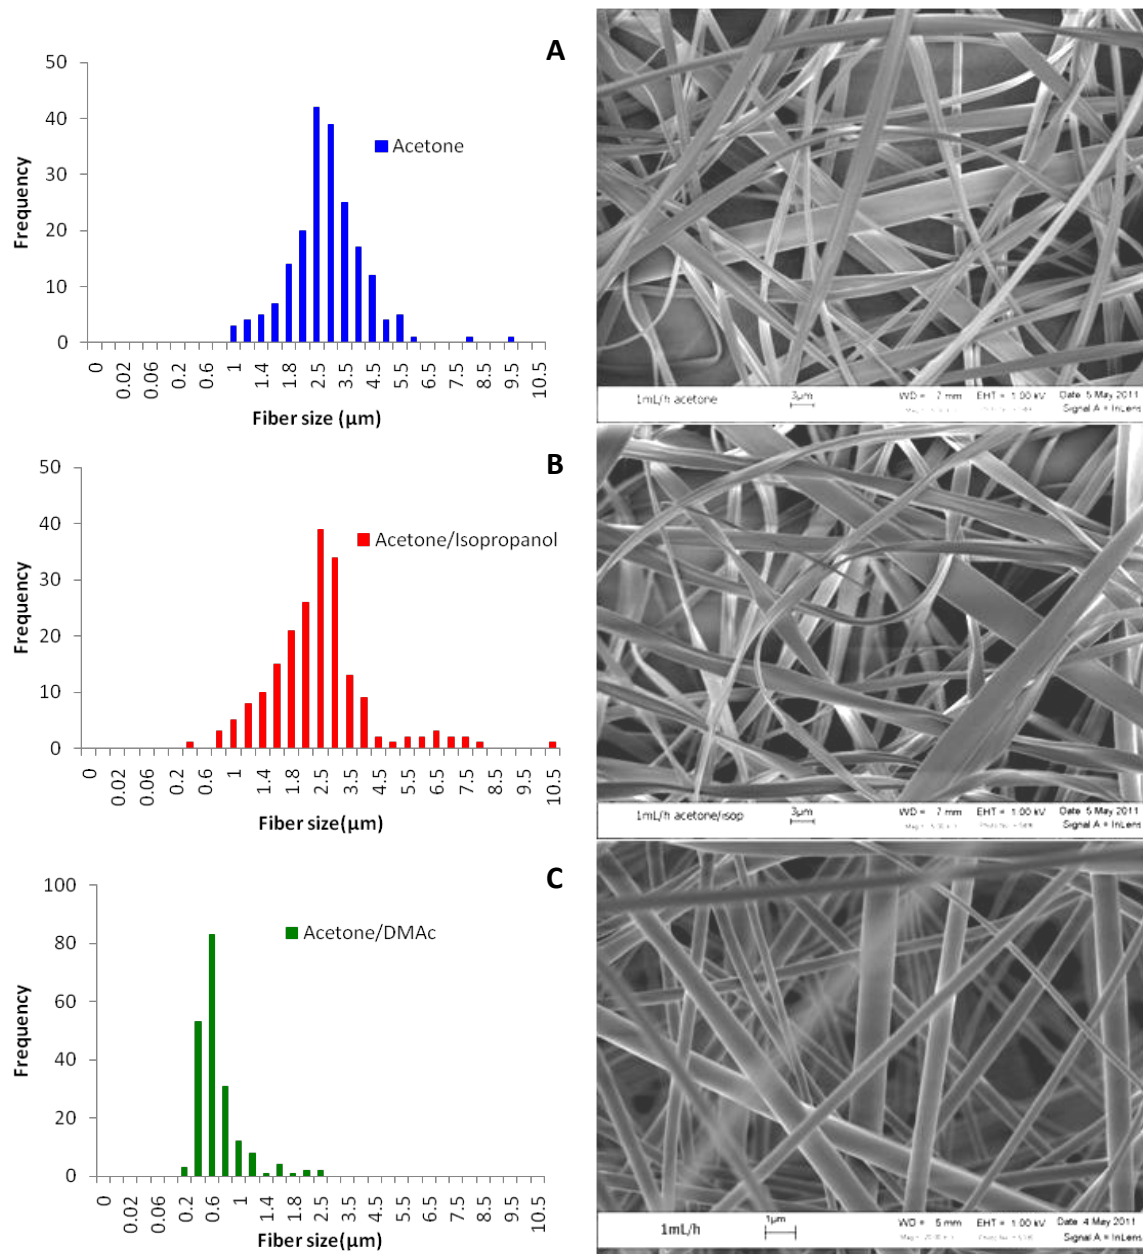 A
50
40
30
20
10
0
Frequency
Acetone
0 0.02 0.06 0.2 0.6 1 1.4 1.8 2.5 3.5 4.5 5.5 6.5 7.5 8.5 9.5 10.5
Fiber size (μm)
1mL/h acetone
3μm
WD = 7 mm EHT = 1.00 kV Date 5 May 2011
Signal A = InLens
B
50
40
30
20
10
0
Frequency
Acetone/Isopropanol
0 0.02 0.06 0.2 0.6 1 1.4 1.8 2.5 3.5 4.5 5.5 6.5 7.5 8.5 9.5 10.5
Fiber size(μm)
1mL/h acetone/isop
3μm
WD = 7 mm EHT = 1.00 kV Date 5 May 2011
Signal A = InLens
C
100
80
60
40
20
0
Frequency
Acetone/DMAc
0 0.02 0.06 0.2 0.6 1 1.4 1.8 2.5 3.5 4.5 5.5 6.5 7.5 8.5 9.5 10.5
Fiber size(μm)
1mL/h
1μm
WD = 5 mm EHT = 1.00 kV Date 4 May 2011
Signal A = InLens